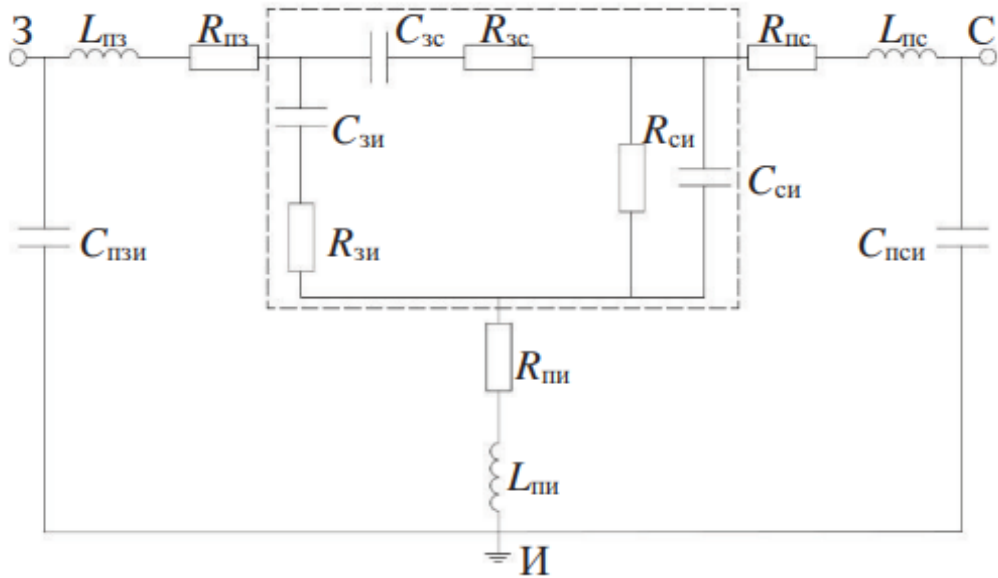 З
Lпз
Rпз
Cзс
Rзс
Rпс
Lпс
С
Cзи
Rси
Cси
Cпзи
Rзи
Cпси
Rпи
Lпи
И